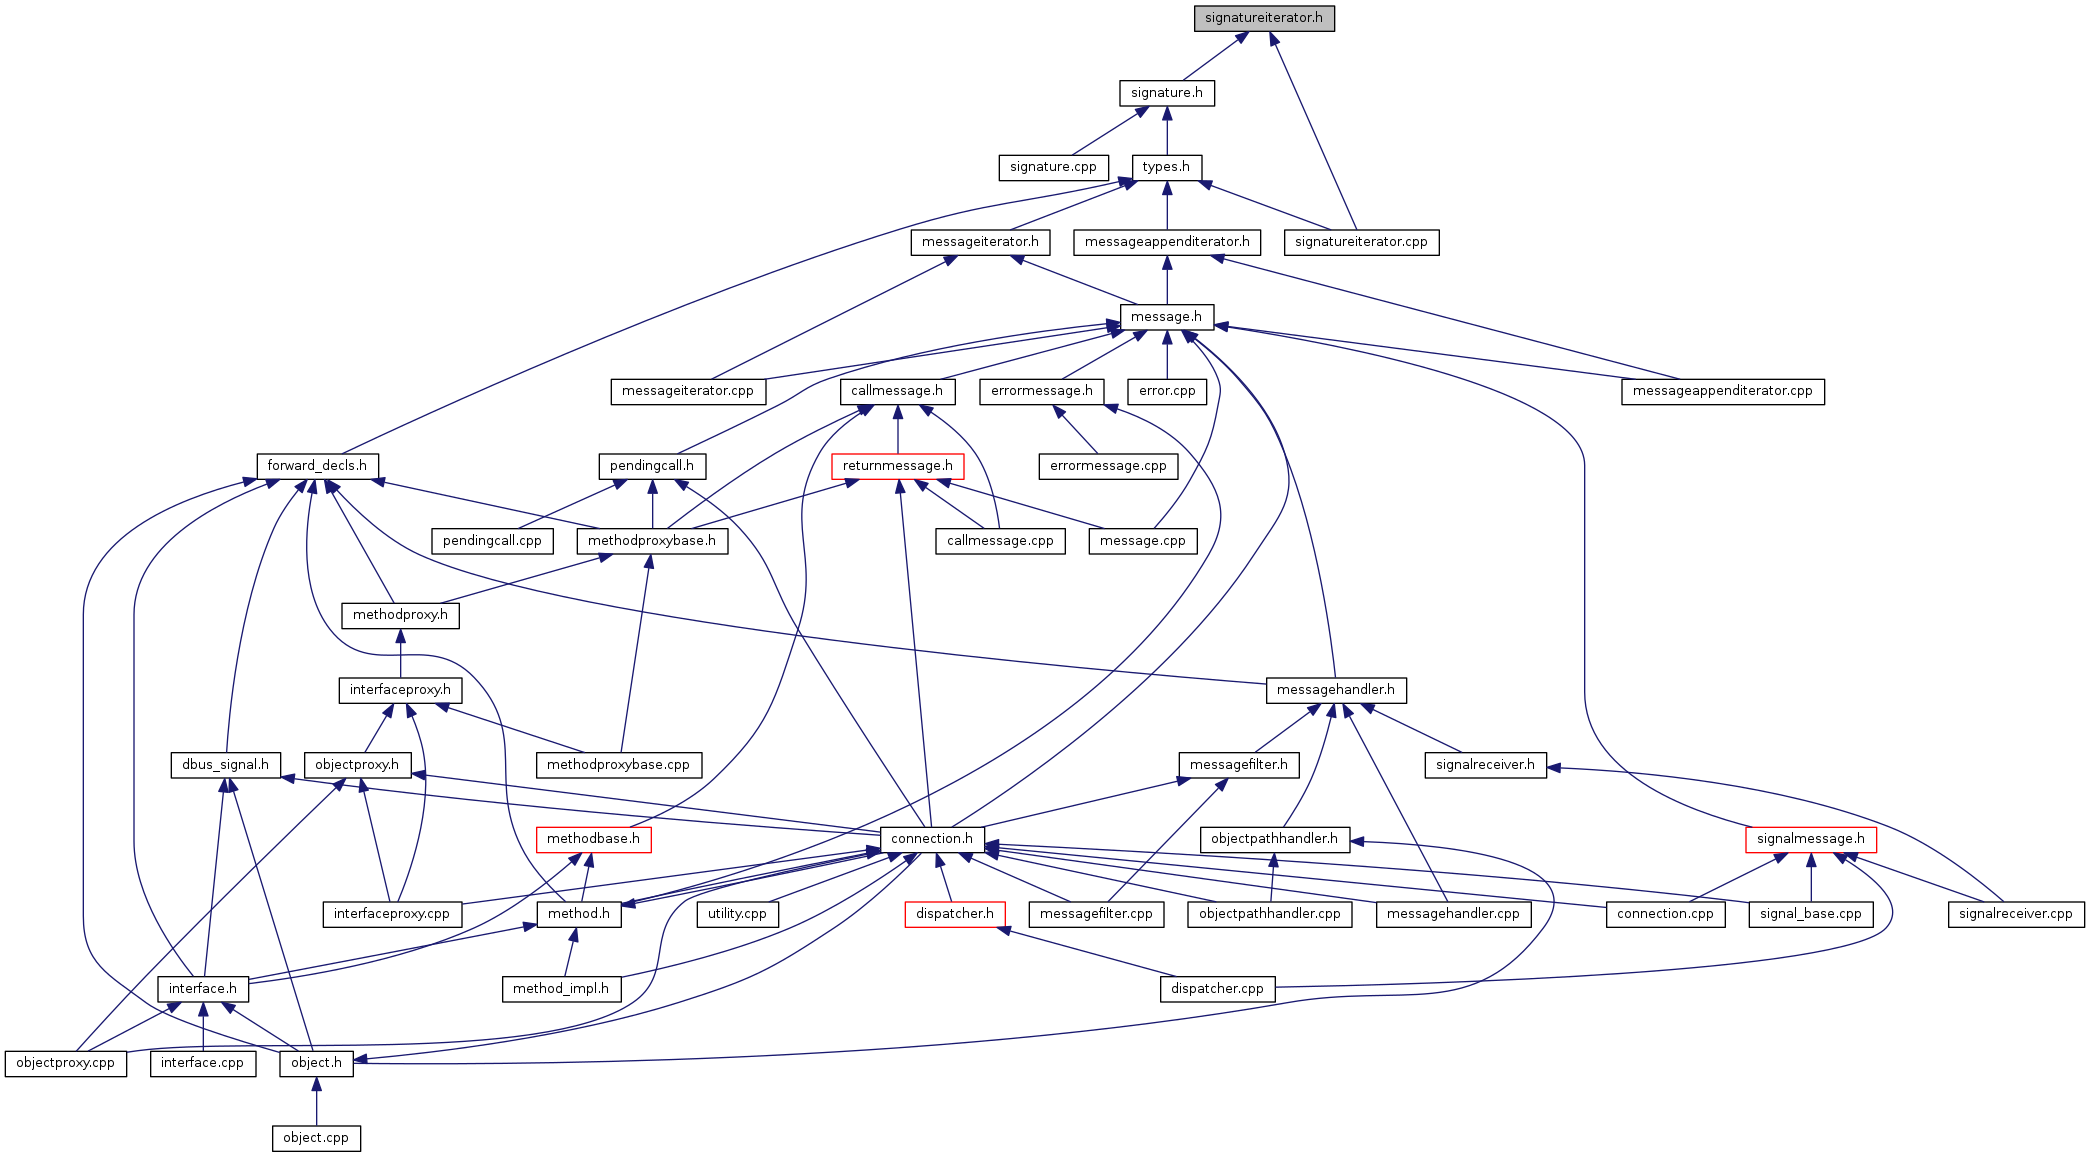 signatureiterator.h
signature.h
signature.cpp
types.h
messageiterator.h
messageappenditerator.h
signatureiterator.cpp
message.h
messageiterator.cpp
callmessage.h
errormessage.h
error.cpp
messageappenditerator.cpp
forward_decls.h
pendingcall.h
returnmessage.h
errormessage.cpp
pendingcall.cpp
methodproxybase.h
callmessage.cpp
message.cpp
methodproxy.h
interfaceproxy.h
messagehandler.h
dbus_signal.h
objectproxy.h
methodproxybase.cpp
messagefilter.h
signalreceiver.h
methodbase.h
connection.h
objectpathhandler.h
signalmessage.h
interfaceproxy.cpp
method.h
utility.cpp
dispatcher.h
messagefilter.cpp
objectpathhandler.cpp
messagehandler.cpp
connection.cpp
signal_base.cpp
signalreceiver.cpp
interface.h
method_impl.h
dispatcher.cpp
objectproxy.cpp
interface.cpp
object.h
object.cpp